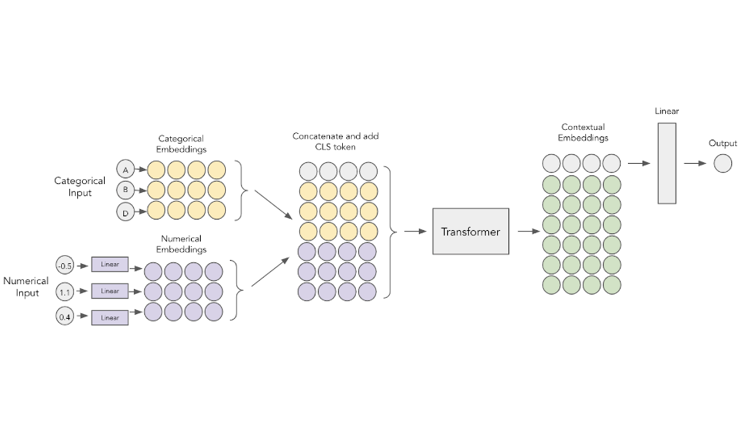 Categorical
Input
A
B
D
Categorical
Embeddings
Numerical
Input
-0.5
1.1
0.4
Linear
Linear
Linear
Numerical
Embeddings
Concatenate and add
CLS token
Transformer
Contextual
Embeddings
Linear
Output